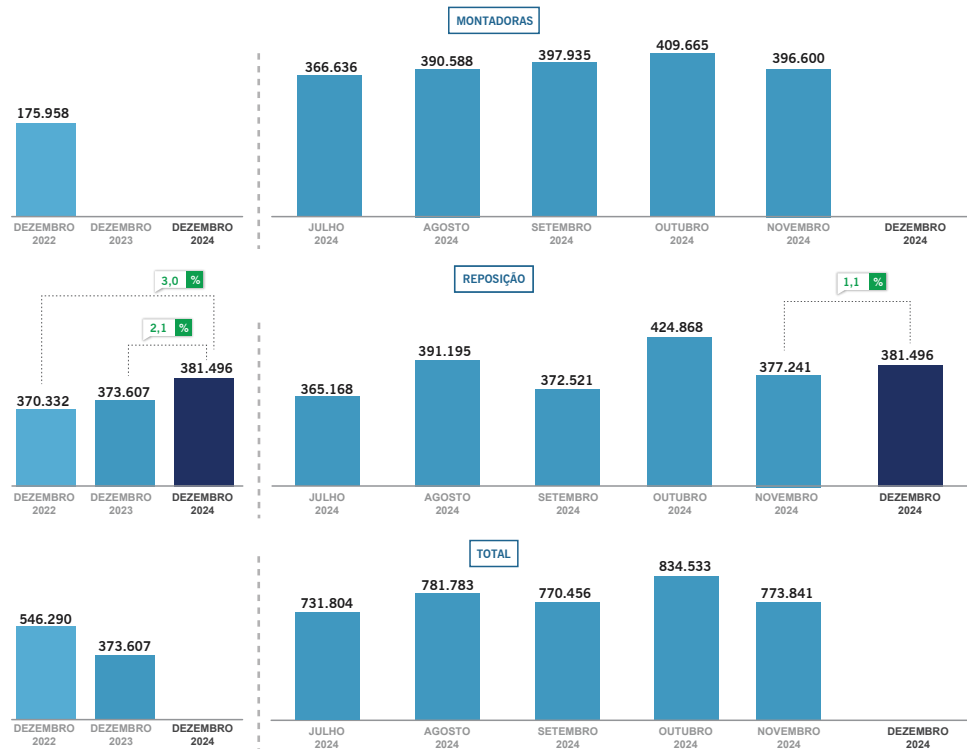 MONTADORAS
175.958
366.636
390.588
397.935
409.665
396.600
DEZEMBRO
2022
DEZEMBRO
2023
DEZEMBRO
2024
JULHO
2024
AGOSTO
2024
SETEMBRO
2024
OUTUBRO
2024
NOVEMBRO
2024
DEZEMBRO
2024
REPOSIÇÃO
3,0 %
2,1 %
1,1 %
370.332
373.607
381.496
365.168
391.195
372.521
424.868
377.241
381.496
DEZEMBRO
2022
DEZEMBRO
2023
DEZEMBRO
2024
JULHO
2024
AGOSTO
2024
SETEMBRO
2024
OUTUBRO
2024
NOVEMBRO
2024
DEZEMBRO
2024
TOTAL
546.290
373.607
731.804
781.783
770.456
834.533
773.841
DEZEMBRO
2022
DEZEMBRO
2023
DEZEMBRO
2024
JULHO
2024
AGOSTO
2024
SETEMBRO
2024
OUTUBRO
2024
NOVEMBRO
2024
DEZEMBRO
2024